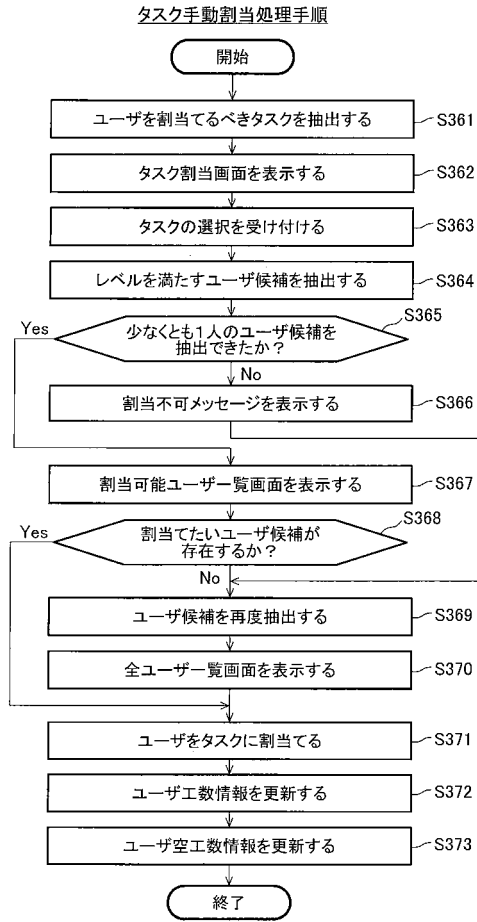 タスク手動割当処理手順
開始
ユーザを割当てるべきタスクを抽出する
S361
タスク割当画面を表示する
S362
タスクの選択を受け付ける
S363
レベルを満たすユーザ候補を抽出する
S364
S365
Yes
少なくとも1人のユーザ候補を
抽出できたか？
No
割当不可メッセージを表示する
S366
割当可能ユーザ一覧画面を表示する
S367
S368
Yes
割当てたいユーザ候補が
存在するか？
No
ユーザ候補を再度抽出する
S369
全ユーザ一覧画面を表示する
S370
ユーザをタスクに割当てる
S371
ユーザ工数情報を更新する
S372
ユーザ空工数情報を更新する
S373
終了